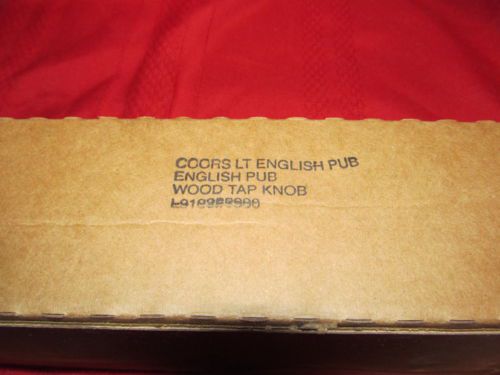 COORS LT ENGLISH PUB
ENGLISH PUB
WOOD TAP KNOB